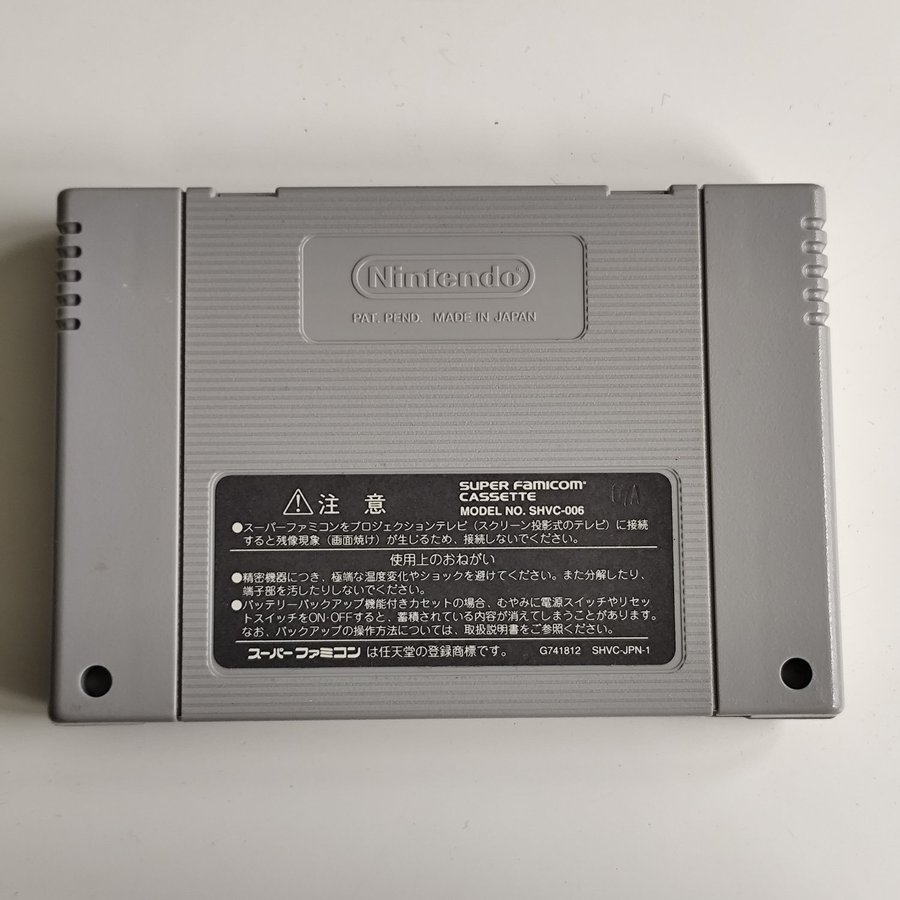 Nintendo®
PAT. PEND. MADE IN JAPAN
注意
SUPER FAMICOM
CASSETTE
MODEL NO. SHVC-006
●スーパーファミコンをプロジェクションテレビ（スクリーン投影式のテレビ）に接続
すると残像現象（画面焼け）が生じるため、接続しないでください。
使用上のおねがい
●精密機器につき、極端な温度変化やショックを避けてください。また分解したり、
端子部を汚したりしないでください。
●バッテリーバックアップ機能付きカセットの場合、むやみに電源スイッチやリセッ
トスイッチをON·OFFすると、蓄積されている内容が消えてしまうことがあります。
なお、バックアップの操作方法については、取扱説明書をご参照ください。
スーパーファミコンは任天堂の登録商標です。 G741812 SHVC-JPN-1